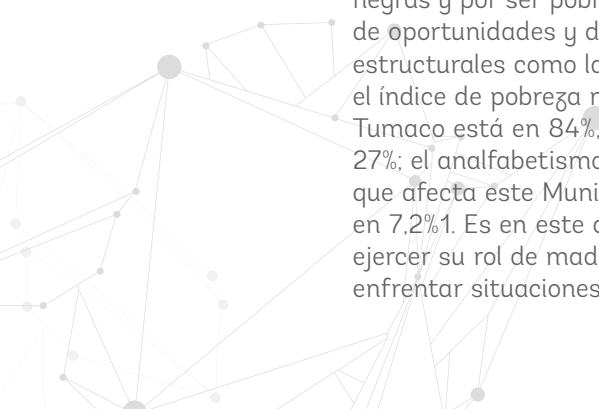 negras y por ser pobr
de oportunidades y d
estructurales como la
el índice de pobreza n
Tumaco está en 84%,
27%; el analfabetismo
que afecta este Muni
en 7,2%1. Es en este c
ejercer su rol de mad
enfrentar situaciones